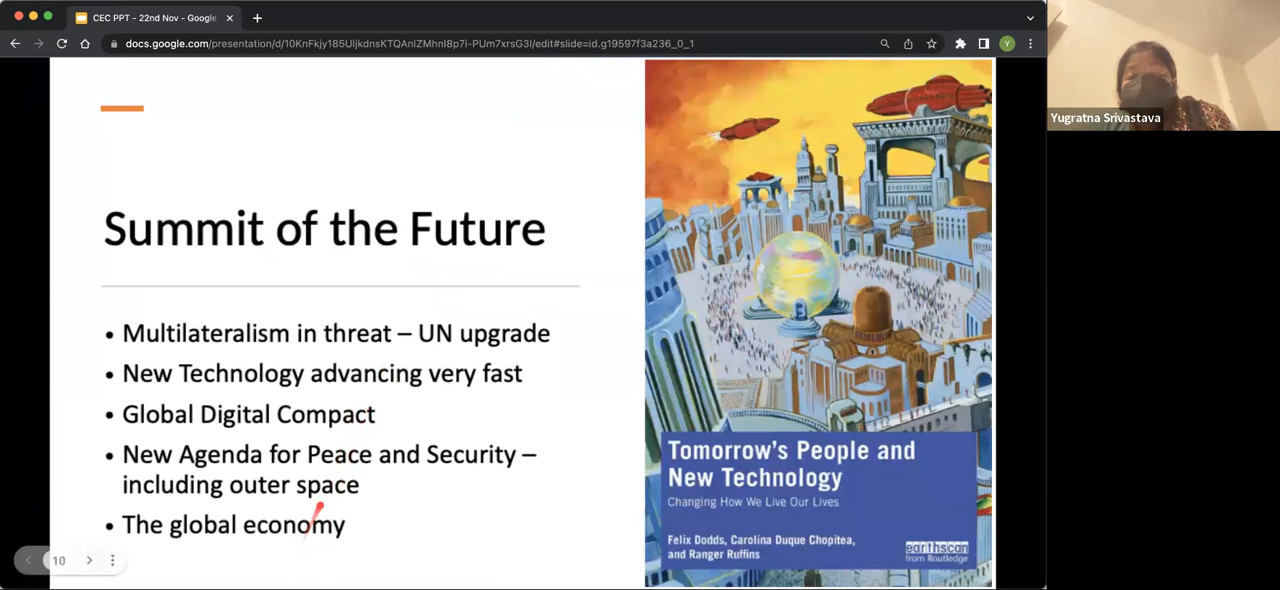 CEC PPT - 22nd Nov - Google
docs.google.com/presentation/d/10KnFkjy185UljkdnsKTQAnlZMhnI8p7i-PUm7xrsG3I/edit#slide=id.g19597f3a236_0_1
Y
Yugratna Srivastava
Summit of the Future
• Multilateralism in threat – UN upgrade
• New Technology advancing very fast
• Global Digital Compact
• New Agenda for Peace and Security –
including outer space
• The global economy
10
Tomorrow's People and
New Technology
Changing How We Live Our Lives
Felix Dodds, Carolina Duque Chopitea,
and Ranger Ruffins
earthscan
from Routledge